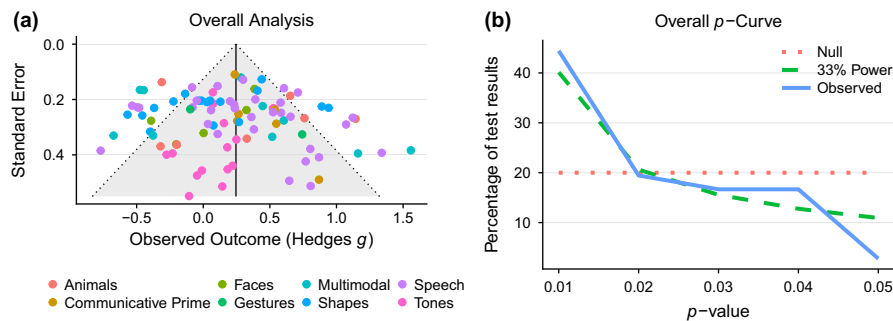 (a)
Overall Analysis
0.0
0.2
0.4
Standard Error
−0.5
0.0
0.5
1.0
1.5
Observed Outcome (Hedges g)
Animals
Faces
Multimodal
Speech
Communicative Prime
Gestures
Shapes
Tones
(b)
Overall p−Curve
Null
33% Power
Observed
40
30
20
10
Percentage of test results
0.01
0.02
0.03
0.04
0.05
p−value